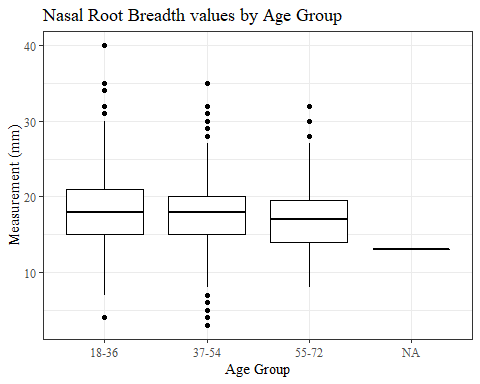 Nasal Root Breadth values by Age Group
Measurement (mm)
40
30
20
10
18-36
37-54
55-72
NA
Age Group